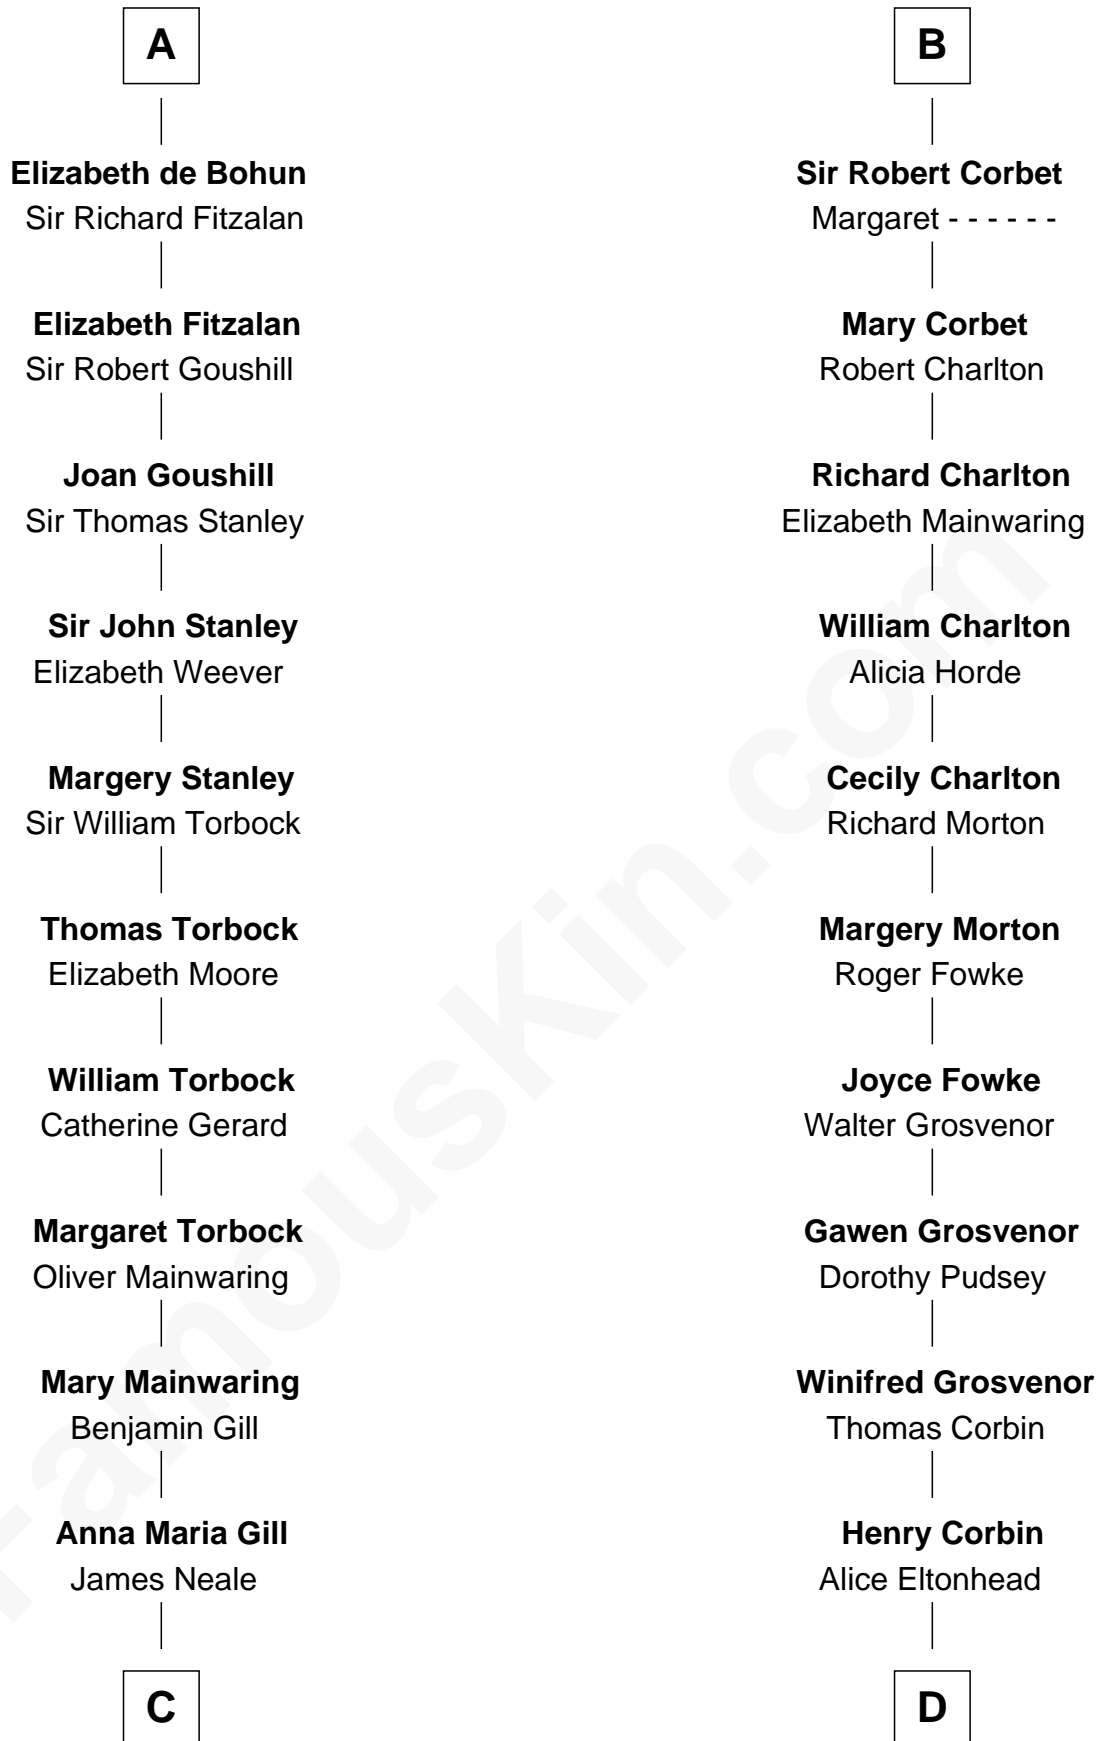 A
Elizabeth de Bohun
Sir Richard Fitzalan
Elizabeth Fitzalan
Sir Robert Goushill
Joan Goushill
Sir Thomas Stanley
Sir John Stanley
Elizabeth Weever
Margery Stanley
Sir William Torbock
Thomas Torbock
Elizabeth Moore
William Torbock
Catherine Gerard
Margaret Torbock
Oliver Mainwaring
Mary Mainwaring
Benjamin Gill
Anna Maria Gill
James Neale
C
B
Sir Robert Corbet
Margaret - - - - - -
Mary Corbet
Robert Charlton
Richard Charlton
Elizabeth Mainwaring
William Charlton
Alicia Horde
Cecily Charlton
Richard Morton
Margery Morton
Roger Fowke
Joyce Fowke
Walter Grosvenor
Gawen Grosvenor
Dorothy Pudsey
Winifred Grosvenor
Thomas Corbin
Henry Corbin
Alice Eltonhead
D
FamousKin.com